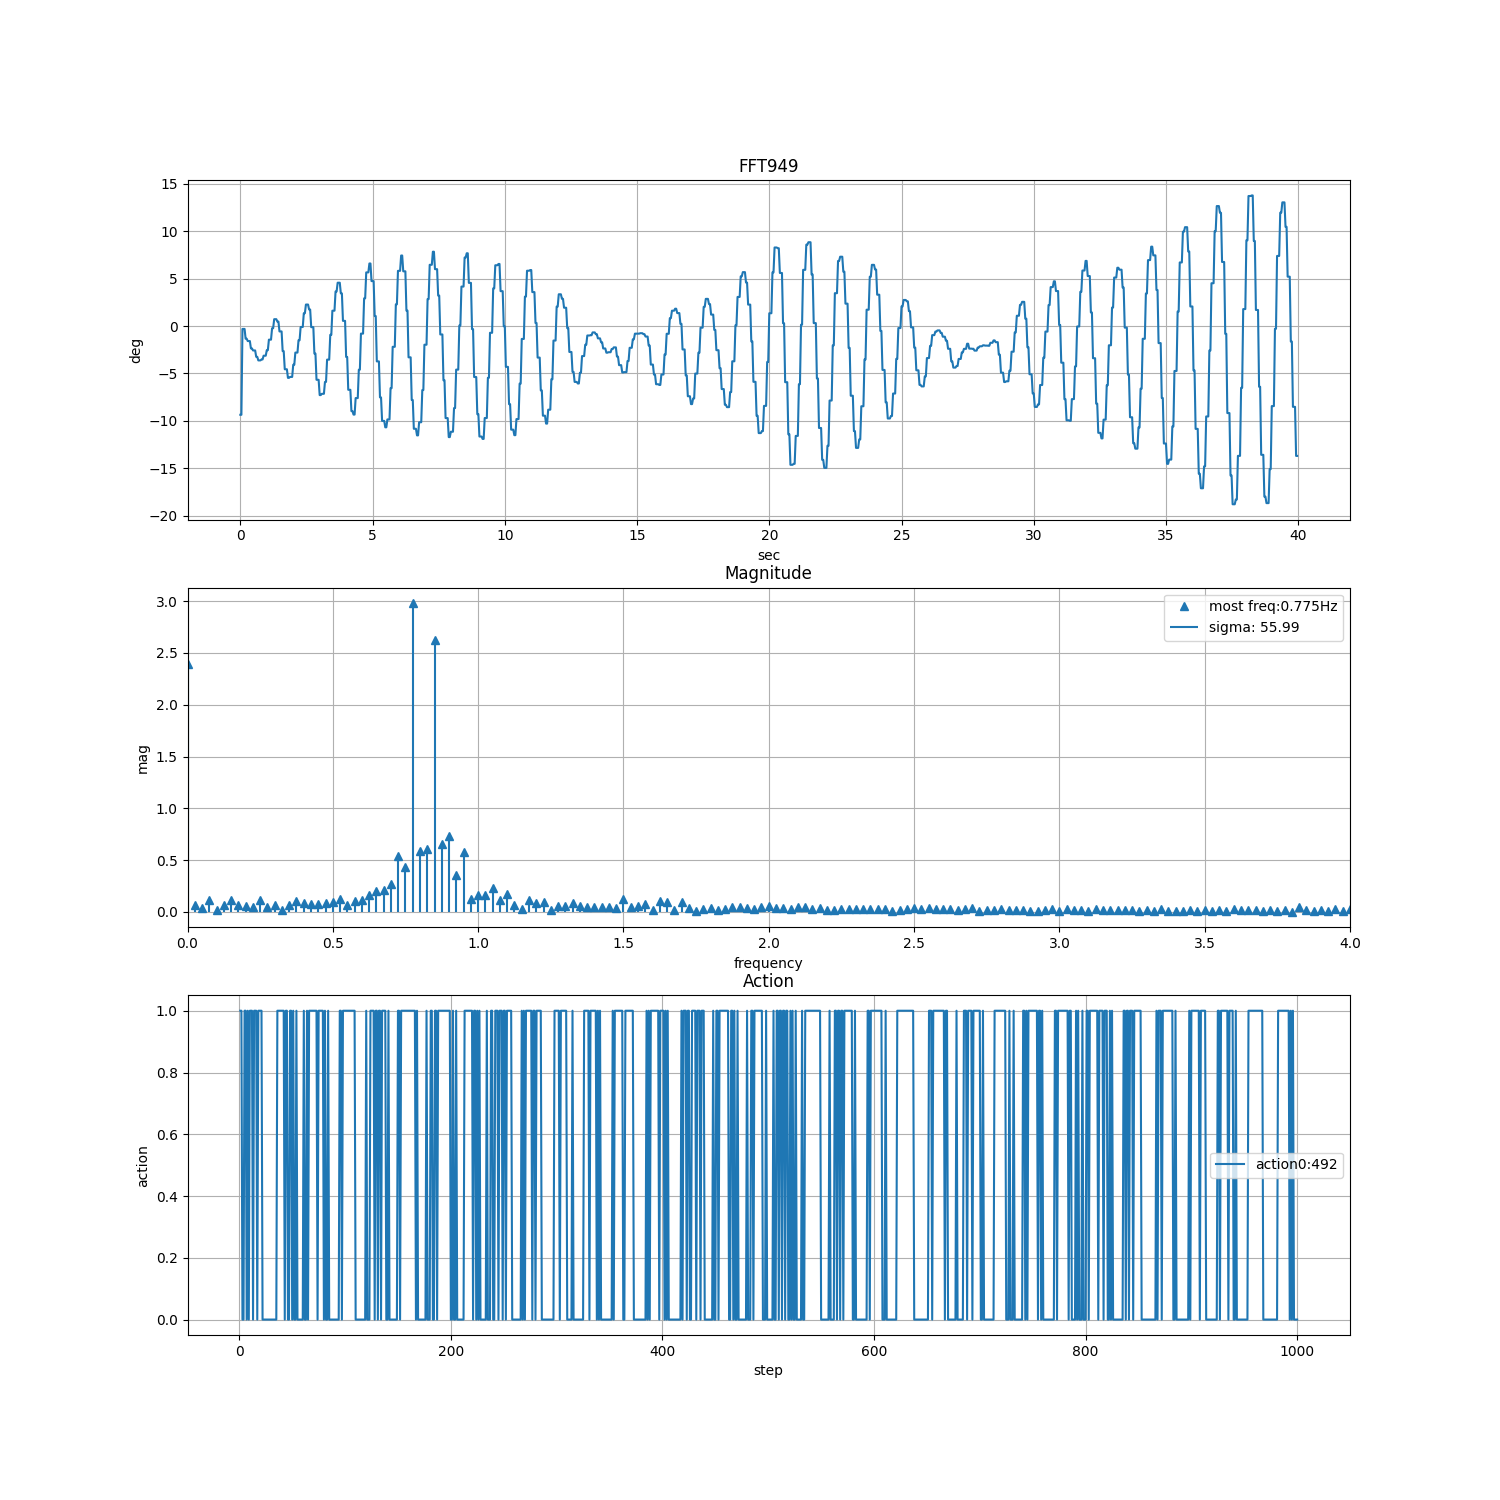 FFT949
15
10
5
0
−5
−10
−15
−20
deg
0 5 10 15 20 25 30 35 40
sec
Magnitude
3.0
2.5
2.0
1.5
1.0
0.5
0.0
mag
most freq:0.775Hz
sigma: 55.99
0.0 0.5 1.0 1.5 2.0 2.5 3.0 3.5 4.0
frequency
Action
1.0
0.8
0.6
0.4
0.2
0.0
action
action0:492
0 200 400 600 800 1000
step